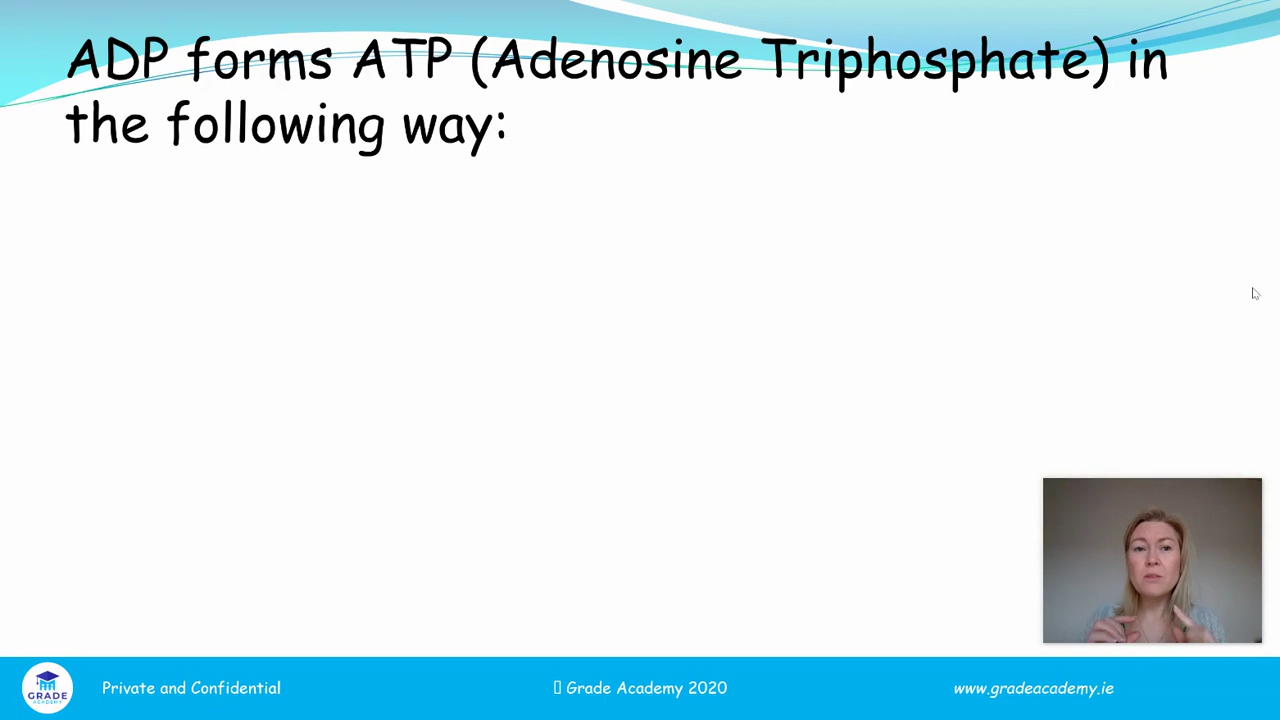 ADP forms ATP (Adenosine Triphosphate) in
the following way:
GRADE
ACADEMY
Private and Confidential
Grade Academy 2020
www.gradeacademy.ie